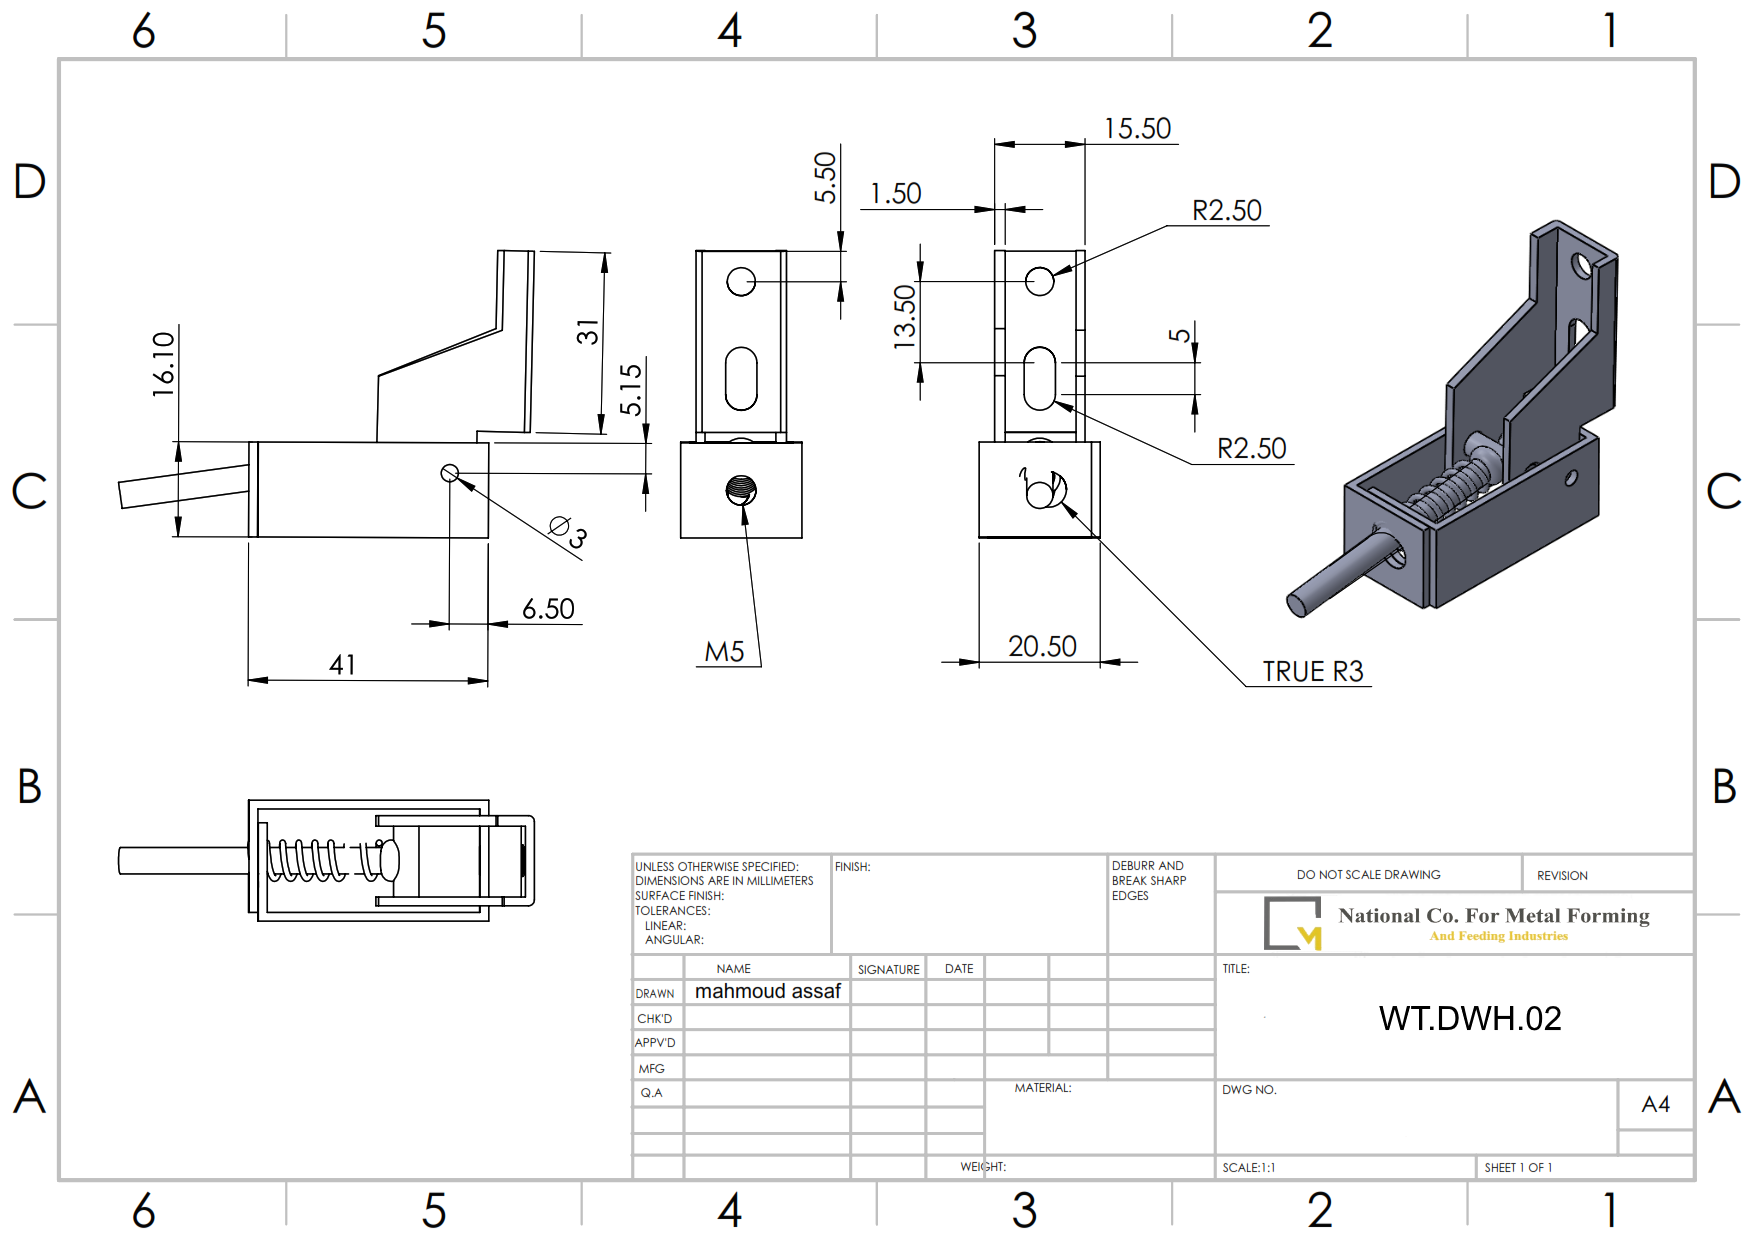 6 5 4 3 2 1
D D
15.50
5.50
1.50
R2.50
31
13.50
5
16.10
5.15
R2.50
C C
⌀3
6.50
20.50
41
M5
TRUE R3
B B
UNLESS OTHERWISE SPECIFIED:
DIMENSIONS ARE IN MILLIMETERS
SURFACE FINISH:
TOLERANCES:
LINEAR:
ANGULAR:
FINISH:
DEBURR AND
BREAK SHARP
EDGES
DO NOT SCALE DRAWING
REVISION
National Co. For Metal Forming
And Feeding Industries
NAME SIGNATURE DATE
TITLE:
DRAWN mahmoud assaf
CHK'D
APPV'D
MFG
Q.A
WT.DWH.02
MATERIAL:
DWG NO.
A4
A A
WEIGHT:
SCALE:1:1
SHEET 1 OF 1
6 5 4 3 2 1